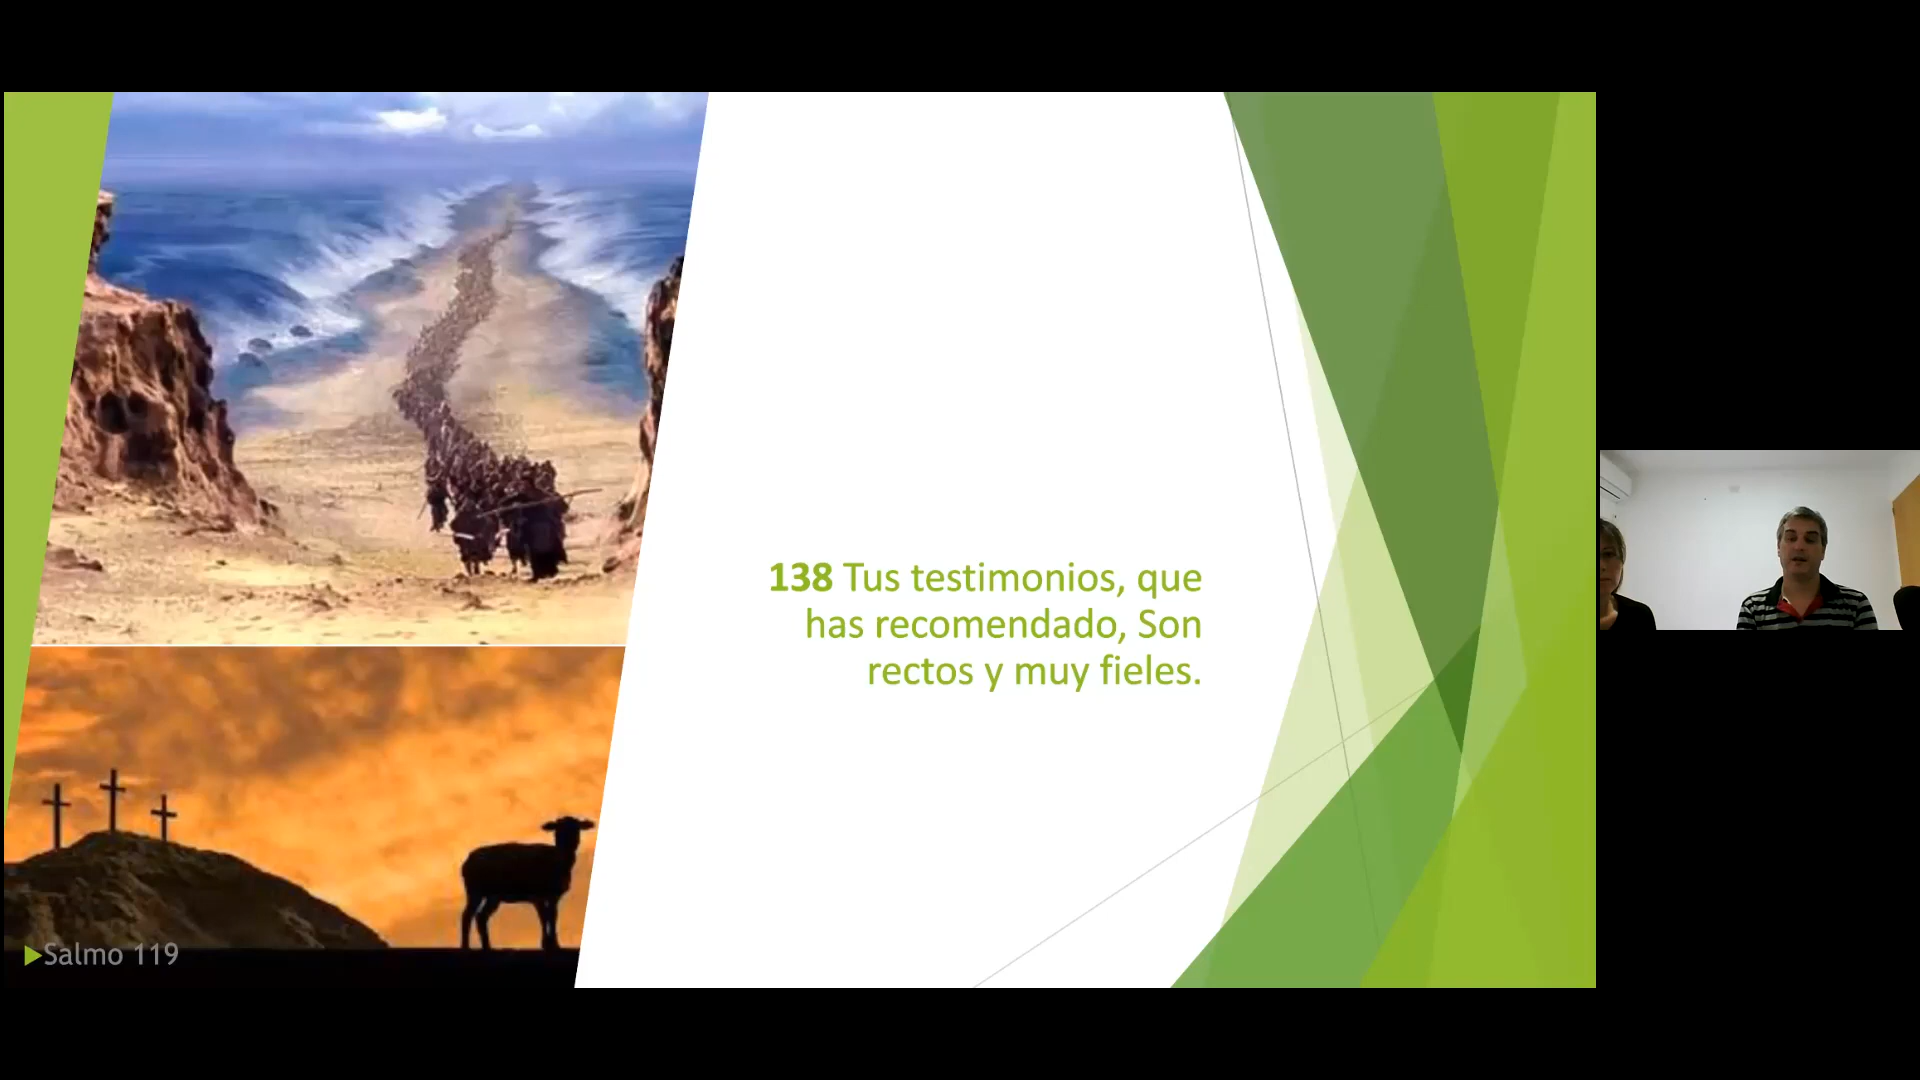 138 Tus testimonios, que
has recomendado, Son
rectos y muy fieles.
Salmo 119